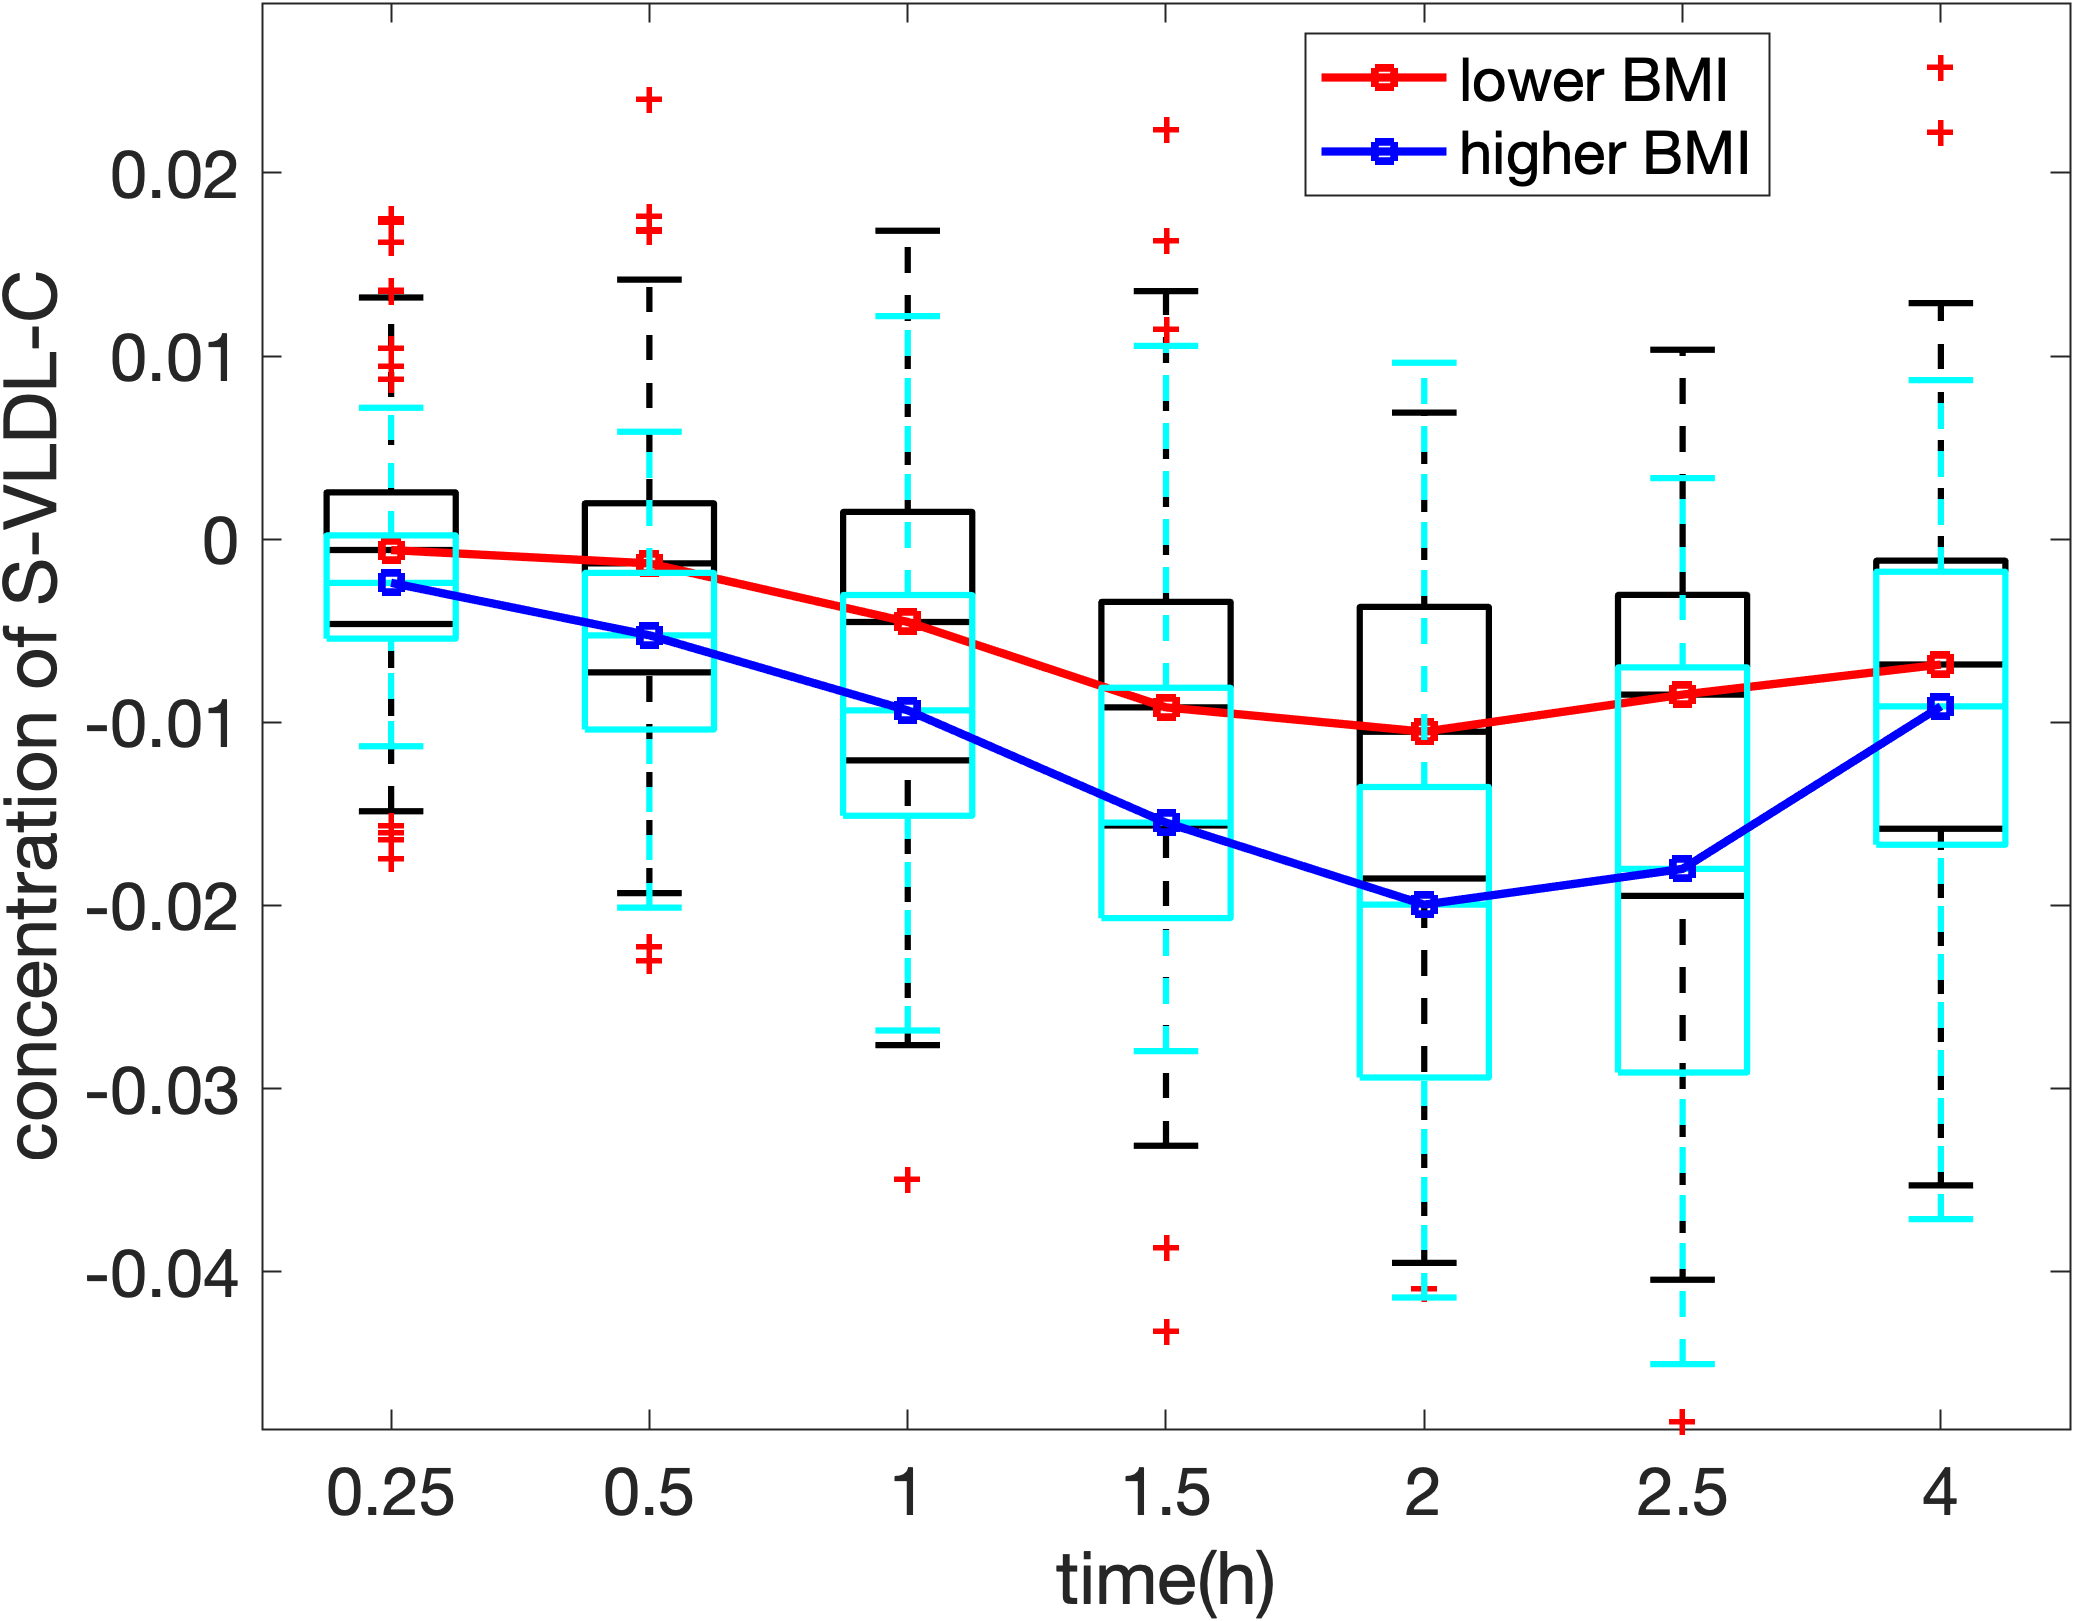 lower BMI
higher BMI
concentration of S-VLDL-C
0.02
0.01
0
-0.01
-0.02
-0.03
-0.04
0.25 0.5 1 1.5 2 2.5 4
time(h)